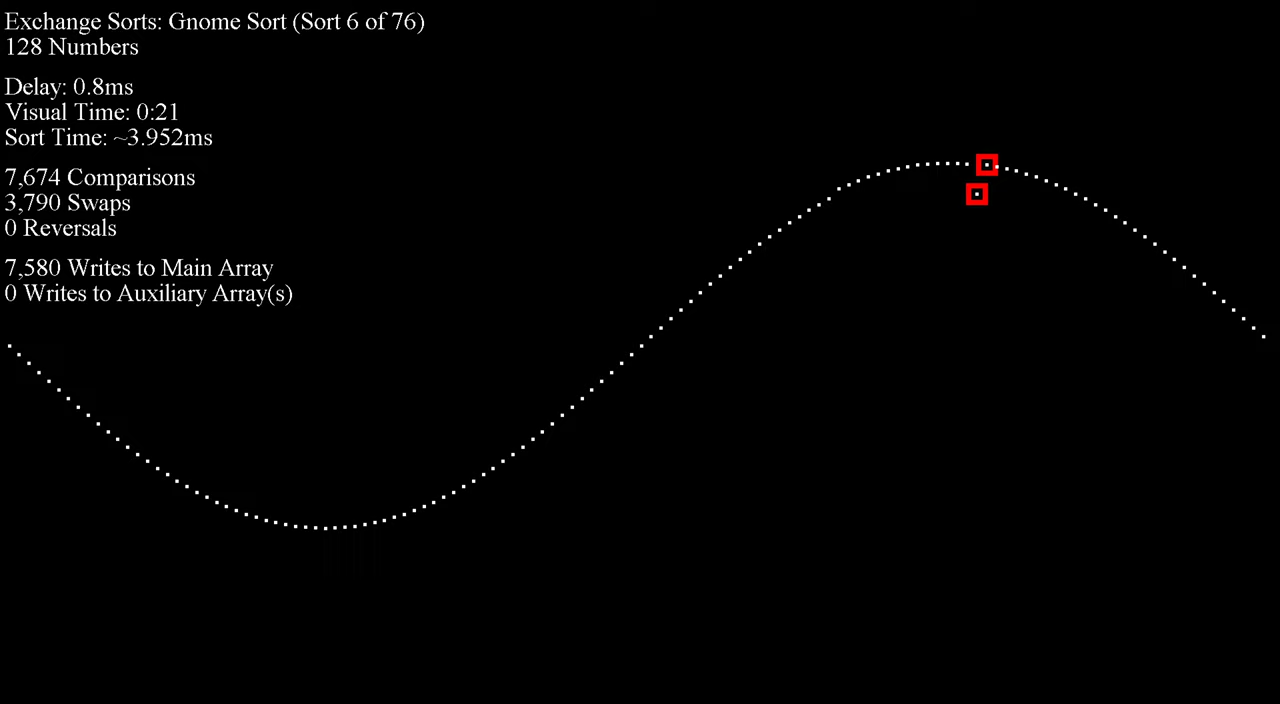 Exchange Sorts: Gnome Sort (Sort 6 of 76)
128 Numbers
Delay: 0.8ms
Visual Time: 0:21
Sort Time: ~3.952ms
7,674 Comparisons
3,790 Swaps
0 Reversals
7,580 Writes to Main Array
0 Writes to Auxiliary Array(s)